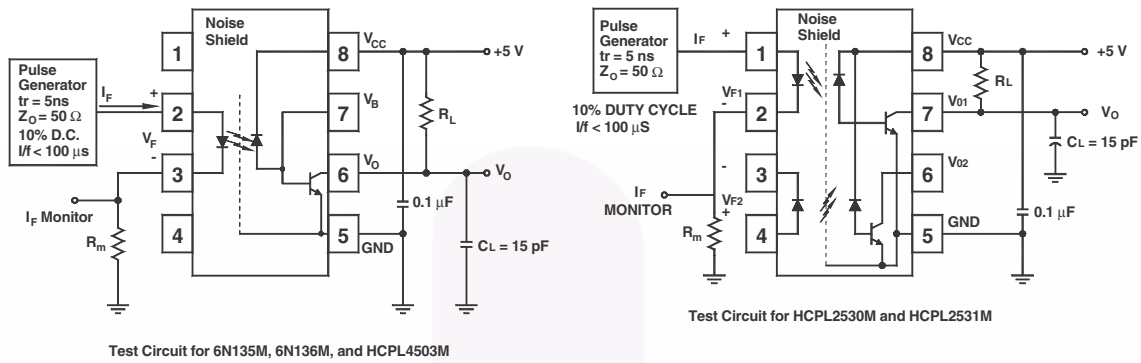 Noise
Shield
1
8
VCC
+5 V
Pulse
Generator
tr = 5ns
ZO = 50 Ω
10% D.C.
I/f < 100 μs
IF
+
2
7
VB
RL
VF
-
3
6
VO
VO
IF Monitor
4
5
GND
0.1 μF
Rm
CL = 15 pF
Test Circuit for 6N135M, 6N136M, and HCPL4503M
Noise
Shield
Pulse
Generator
tr = 5 ns
ZO = 50 Ω
IF
+
1
8
VCC
+5 V
RL
10% DUTY CYCLE
I/f < 100 μS
VF1
-
2
7
V01
VO
CL = 15 pF
-
3
6
V02
IF
MONITOR
VF2
+
Rm
4
5
GND
0.1 μF
Test Circuit for HCPL2530M and HCPL2531M